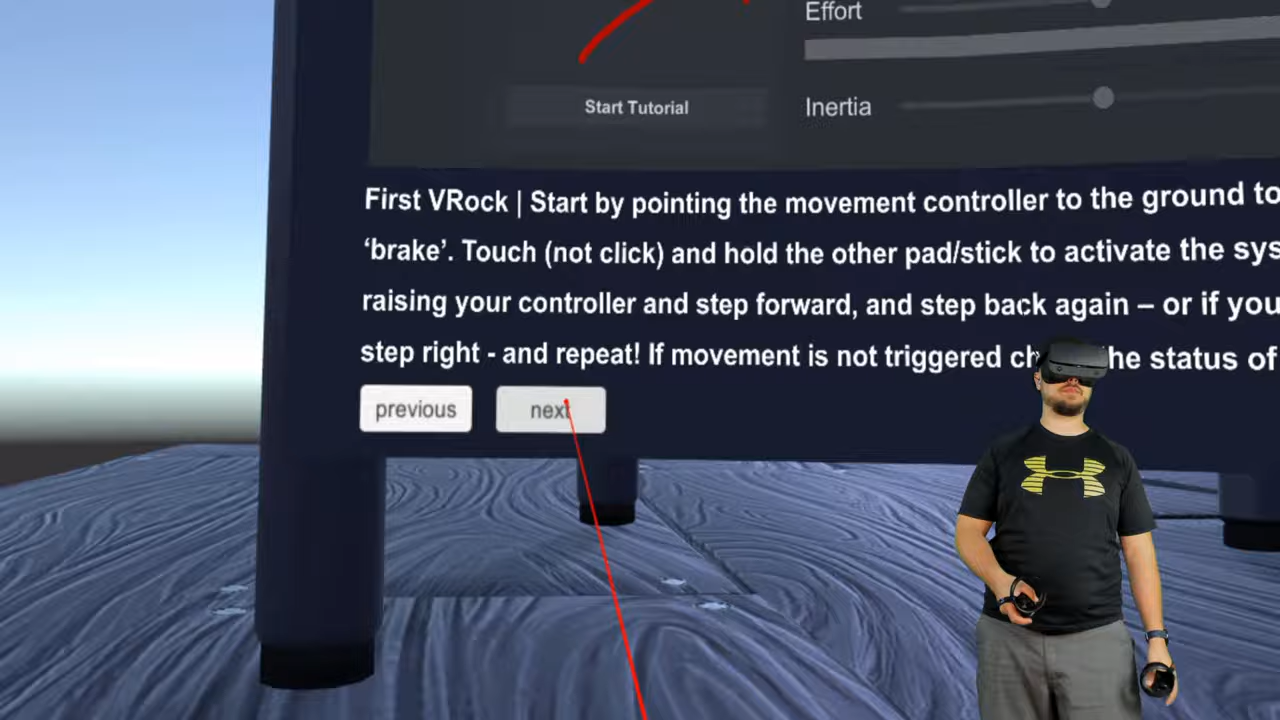 Effort
Start Tutorial
Inertia
First VRock | Start by pointing the movement controller to the ground to
‘brake’. Touch (not click) and hold the other pad/stick to activate the
raising your controller and step forward, and step back again – or if you
step right - and repeat! If movement is not triggered the status of
previous
next